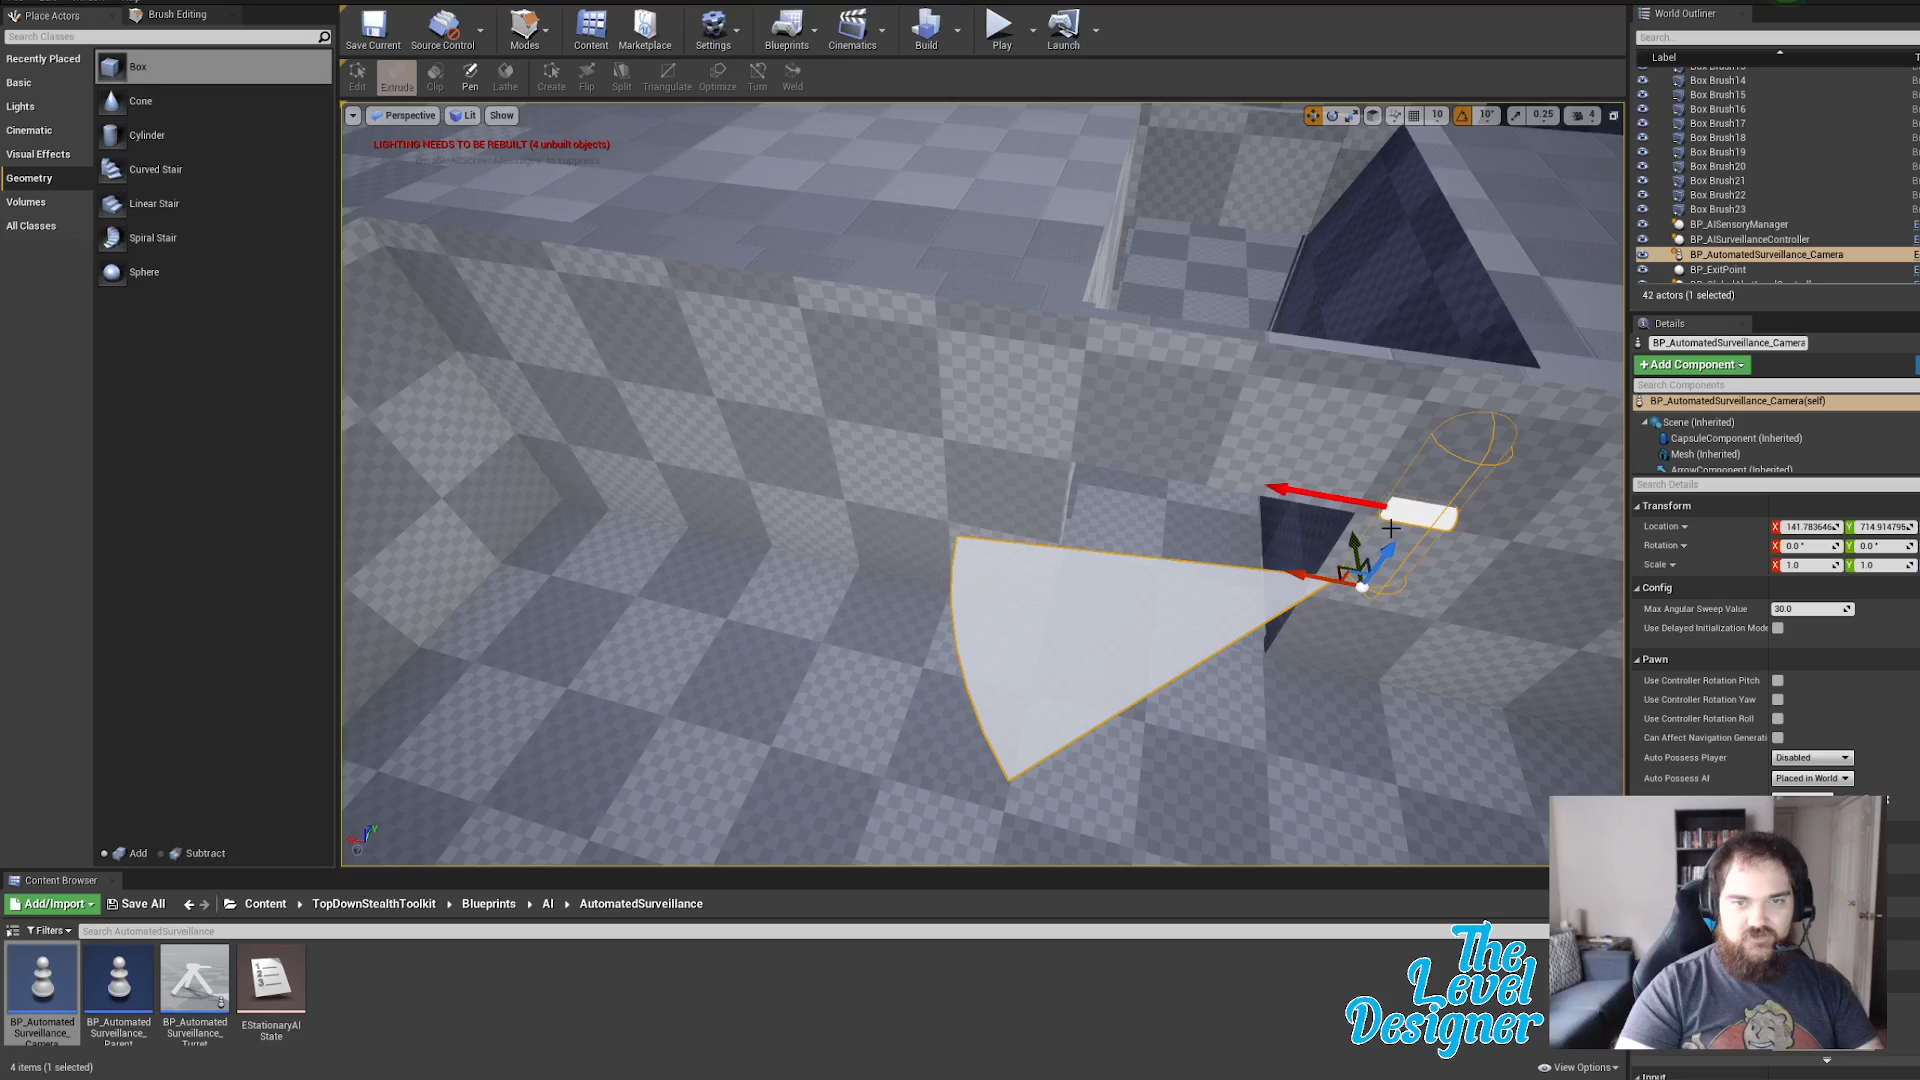 Place Actors
Brush Editing
Search Classes
Recently Placed
Basic
Lights
Cinematic
Visual Effects
Geometry
Volumes
All Classes
Box
Cone
Cylinder
Curved Stair
Linear Stair
Spiral Stair
Sphere
Add
Subtract
Save Current
Source Control
Modes
Content
Marketplace
Settings
Blueprints
Cinematics
Build
Play
Launch
Edit
Extrude
Clip
Pen
Lathe
Create
Flip
Split
Triangulate
Optimize
Turn
Weld
Perspective
Lit
Show
10
10°
0.25
4
LIGHTING NEEDS TO BE REBUILT (4 unbuilt objects)
World Outliner
Search...
Label
Box Brush14
Box Brush15
Box Brush16
Box Brush17
Box Brush18
Box Brush19
Box Brush20
Box Brush21
Box Brush22
Box Brush23
BP_AISensoryManager
BP_AISurveillanceController
BP_AutomatedSurveillance_Camera
BP_ExitPoint
42 actors (1 selected)
Details
BP_AutomatedSurveillance_Camera
+Add Component
Search Components
BP_AutomatedSurveillance_Camera(self)
Scene (Inherited)
CapsuleComponent (Inherited)
Mesh (Inherited)
ArrowComponent (Inherited)
Search Details
Transform
Location X 141.783646 Y 714.914795
Rotation X 0.0° Y 0.0°
Scale X 1.0 Y 1.0
Config
Max Angular Sweep Value 30.0
Use Delayed Initialization Mode
Pawn
Use Controller Rotation Pitch
Use Controller Rotation Yaw
Use Controller Rotation Roll
Can Affect Navigation Generati
Auto Possess Player Disabled
Auto Possess AI Placed in World
Input
Content Browser
Add/Import
Save All
Content
TopDownStealthToolkit
Blueprints
AI
AutomatedSurveillance
Filters
Search AutomatedSurveillance
BP_Automated
Surveillance_
Camera
BP_Automated
Surveillance_
Parent
BP_Automated
Surveillance_
Turret
EStationaryAI
State
4 items (1 selected)
View Options
The
Level
Designer